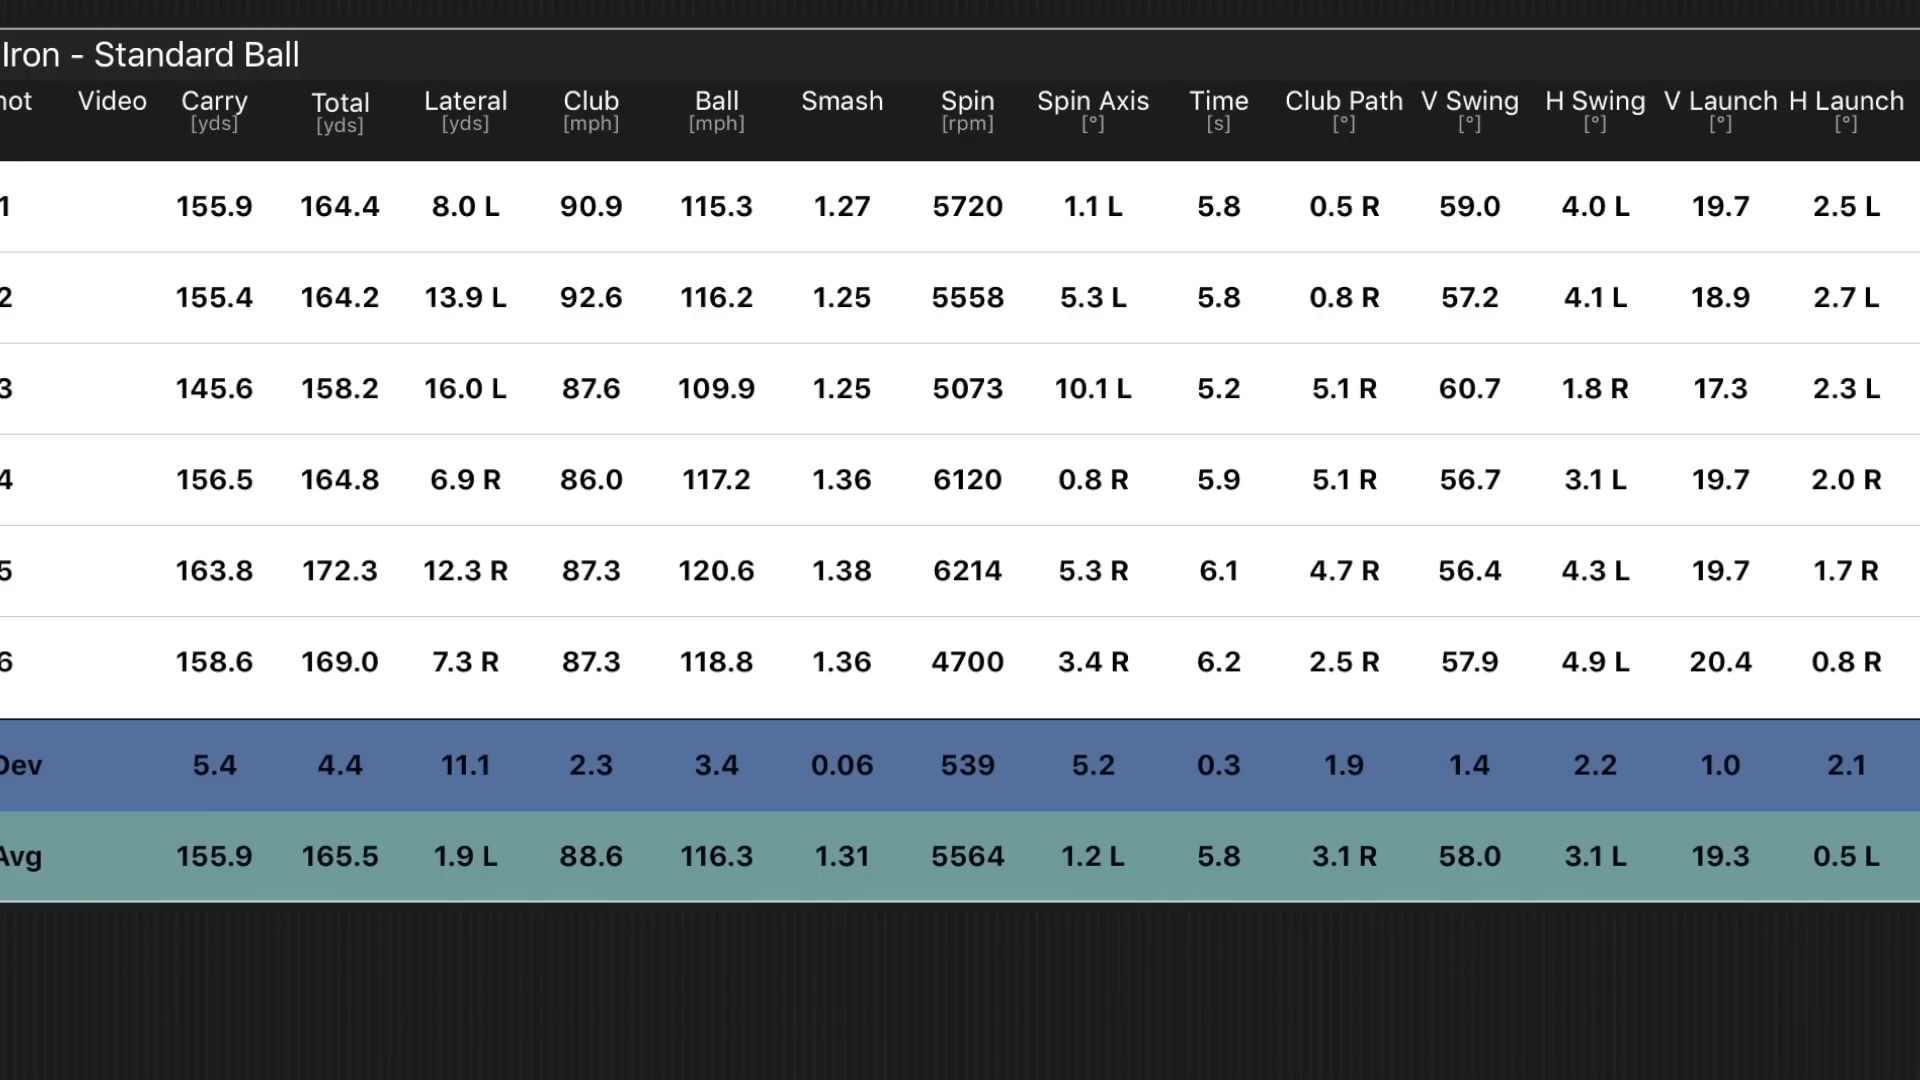 Iron - Standard Ball
hot Video Carry Total Lateral Club Ball Smash Spin Spin Axis Time Club Path V Swing H Swing V Launch H Launch
[yds] [yds] [yds] [mph] [mph] [rpm] [°] [s] [°] [°] [°] [°] [°]
1 155.9 164.4 8.0 L 90.9 115.3 1.27 5720 1.1 L 5.8 0.5 R 59.0 4.0 L 19.7 2.5 L
2 155.4 164.2 13.9 L 92.6 116.2 1.25 5558 5.3 L 5.8 0.8 R 57.2 4.1 L 18.9 2.7 L
3 145.6 158.2 16.0 L 87.6 109.9 1.25 5073 10.1 L 5.2 5.1 R 60.7 1.8 R 17.3 2.3 L
4 156.5 164.8 6.9 R 86.0 117.2 1.36 6120 0.8 R 5.9 5.1 R 56.7 3.1 L 19.7 2.0 R
5 163.8 172.3 12.3 R 87.3 120.6 1.38 6214 5.3 R 6.1 4.7 R 56.4 4.3 L 19.7 1.7 R
6 158.6 169.0 7.3 R 87.3 118.8 1.36 4700 3.4 R 6.2 2.5 R 57.9 4.9 L 20.4 0.8 R
Dev 5.4 4.4 11.1 2.3 3.4 0.06 539 5.2 0.3 1.9 1.4 2.2 1.0 2.1
Avg 155.9 165.5 1.9 L 88.6 116.3 1.31 5564 1.2 L 5.8 3.1 R 58.0 3.1 L 19.3 0.5 L